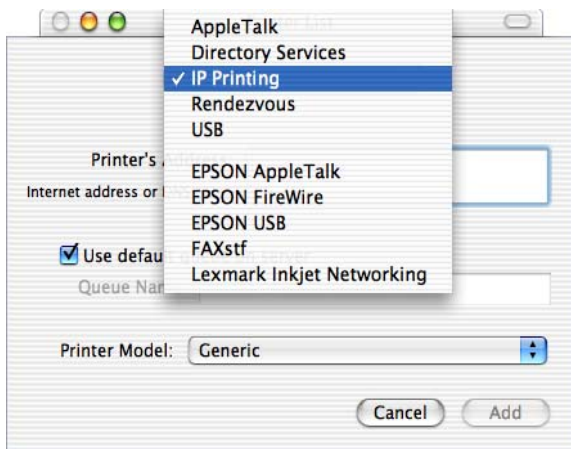 AppleTalk
Directory Services
✓ IP Printing
Rendezvous
USB
Printer's
EPSON AppleTalk
Internet address or
EPSON FireWire
EPSON USB
Use defau
FAXstf
Lexmark Inkjet Networking
Queue Nar
Printer Model: Generic
Cancel Add